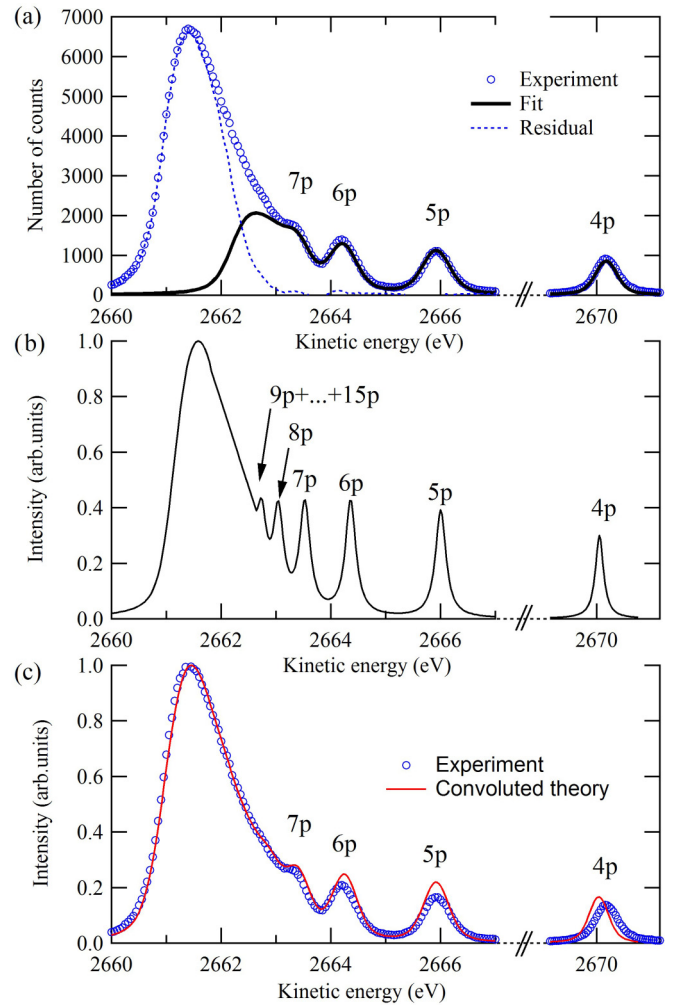 (a)
7000
6000
5000
4000
3000
2000
1000
0
Number of counts
Experiment
Fit
Residual
7p
6p
5p
4p
2660
2662
2664
2666
2670
Kinetic energy (eV)
(b)
1.0
0.8
0.6
0.4
0.2
0.0
Intensity (arb.units)
9p+...+15p
8p
7p
6p
5p
4p
2660
2662
2664
2666
2670
Kinetic energy (eV)
(c)
1.0
0.8
0.6
0.4
0.2
0.0
Intensity (arb.units)
Experiment
Convoluted theory
7p
6p
5p
4p
2660
2662
2664
2666
2670
Kinetic energy (eV)